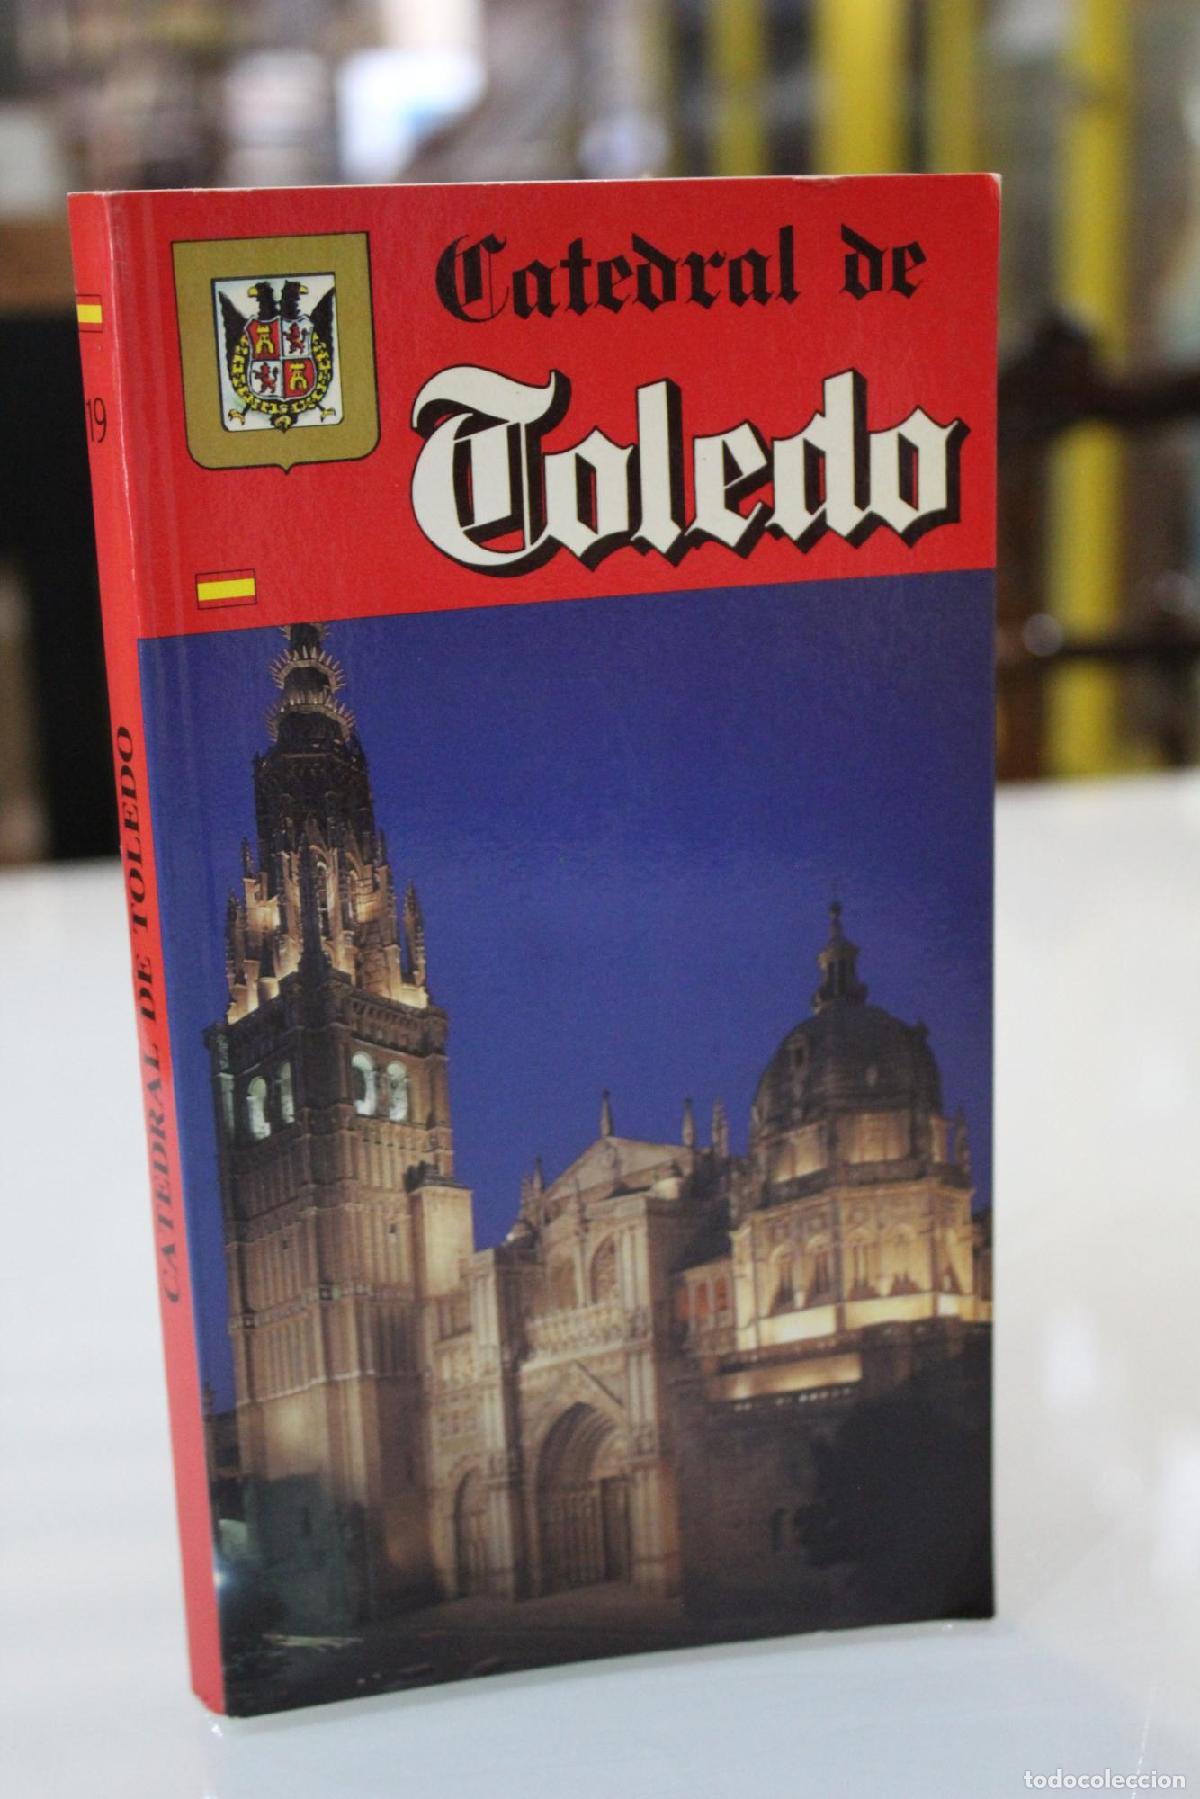 Catedral de
Toledo
19
CATEDRAL DE TOLEDO
todocoleccion